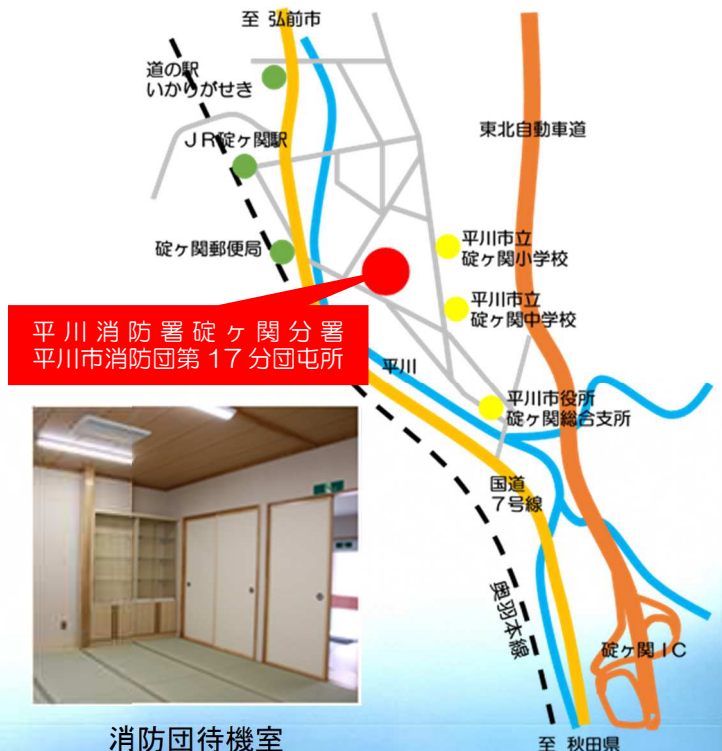 至 弘前市
道の駅
いかりがせき
東北自動車道
ＪＲ碇ヶ関駅
平川市立
碇ヶ関小学校
碇ヶ関郵便局
平川市立
碇ヶ関中学校
平川消防署碇ヶ関分署
平川市消防団第17分団屯所
平川
平川市役所
碇ヶ関総合支所
国道
７号線
奥羽本線
碇ヶ関ＩＣ
消防団待機室
至 秋田県